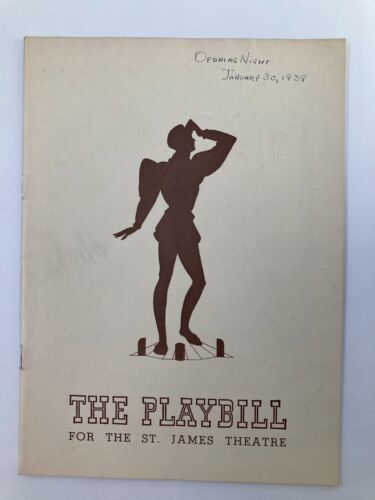 Opening Night
January 30, 1939
THE PLAYBILL
FOR THE ST. JAMES THEATRE